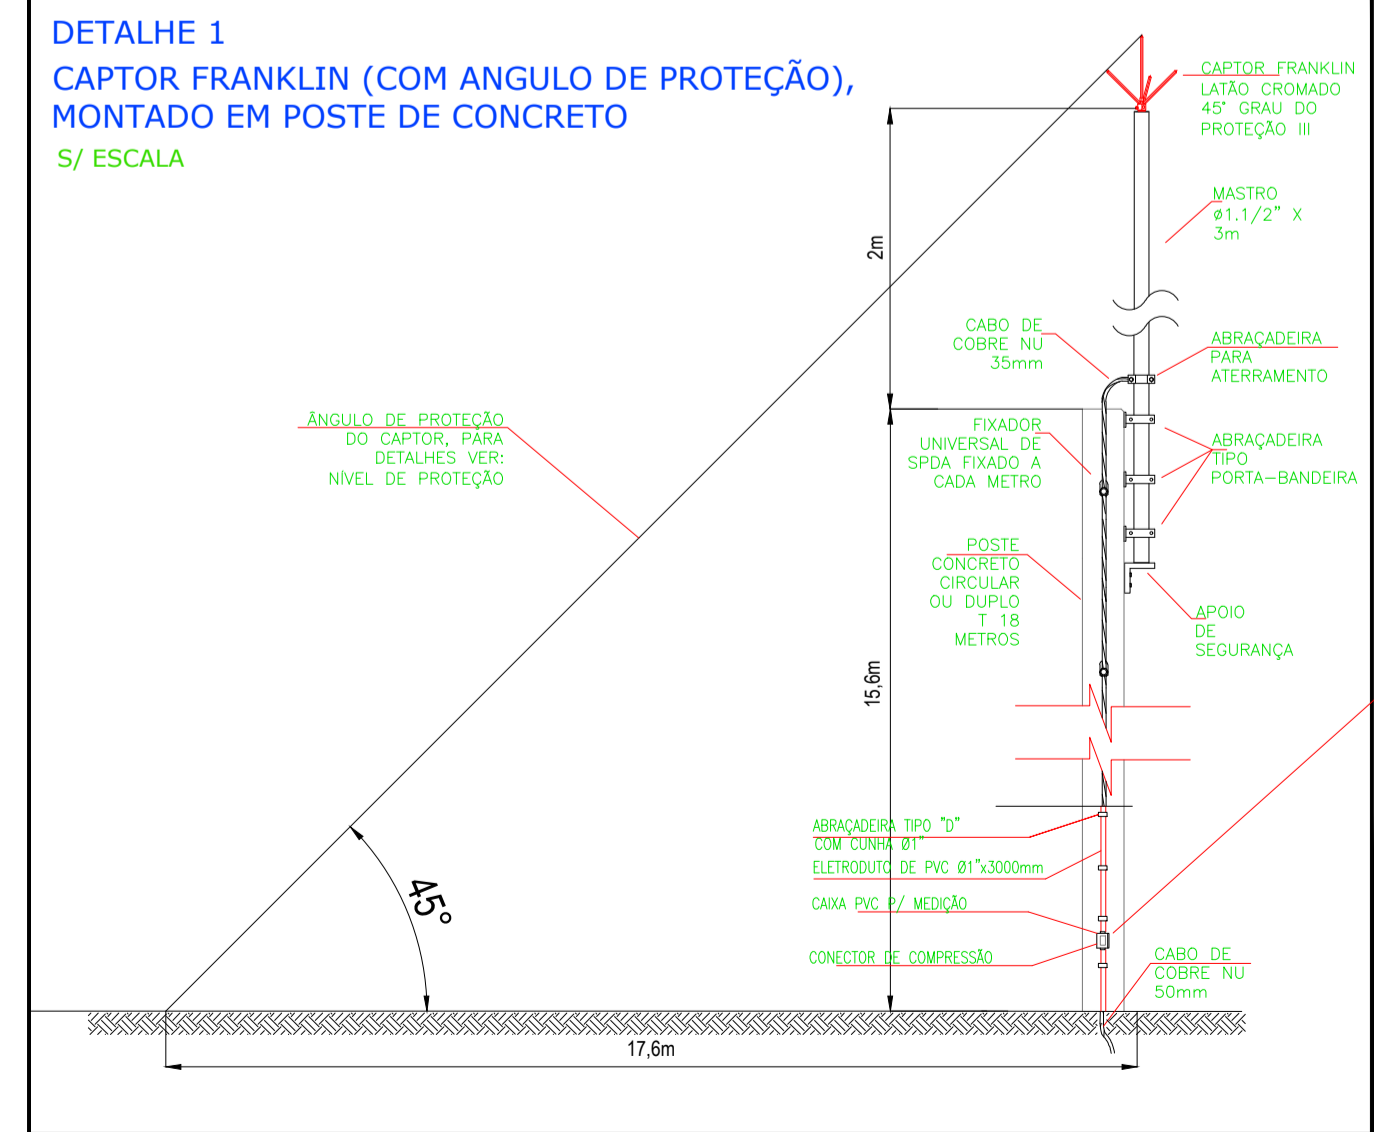 DETALHE 1
CAPTOR FRANKLIN (COM ANGULO DE PROTEÇÃO),
MONTADO EM POSTE DE CONCRETO
S/ ESCALA
CAPTOR FRANKLIN
LATÃO CROMADO
45° GRAU DO
PROTEÇÃO III
MASTRO
ø1.1/2" X
3m
2m
CABO DE
COBRE NU
35mm
ABRAÇADEIRA
PARA
ATERRAMENTO
ÂNGULO DE PROTEÇÃO
DO CAPTOR, PARA
DETALHES VER:
NÍVEL DE PROTEÇÃO
FIXADOR
UNIVERSAL DE
SPDA FIXADO A
CADA METRO
ABRAÇADEIRA
TIPO
PORTA-BANDEIRA
POSTE
CONCRETO
CIRCULAR
OU DUPLO
T 18
METROS
APOIO
DE
SEGURANÇA
15,6m
ABRAÇADEIRA TIPO "D"
COM CUNHA Ø1"
ELETRODUTO DE PVC Ø1"x3000mm
CAIXA PVC P/ MEDIÇÃO
CONECTOR DE COMPRESSÃO
45°
CABO DE
COBRE NU
50mm
17,6m